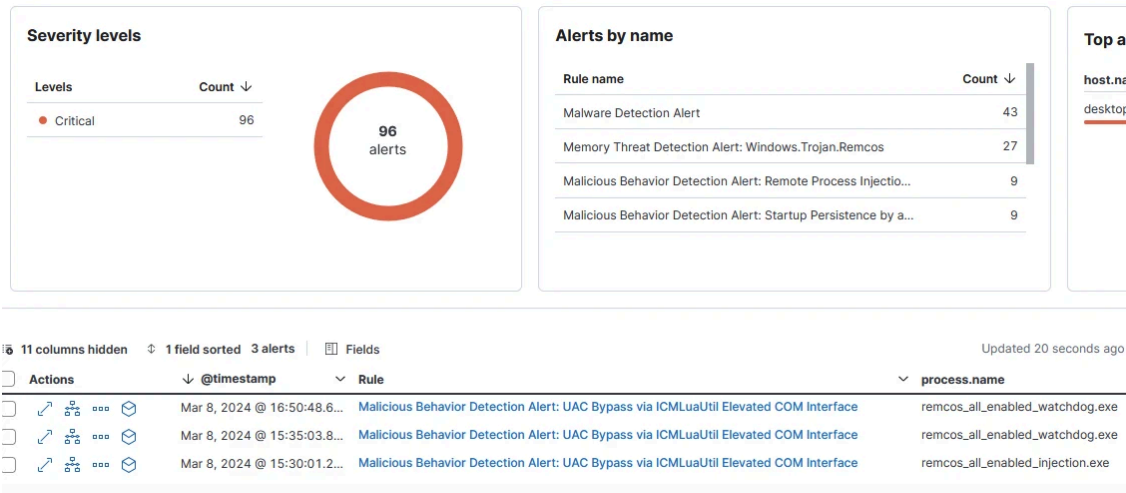 Severity levels
Levels Count
Critical 96
96
alerts
Alerts by name
Rule name Count
Malware Detection Alert 43
Memory Threat Detection Alert: Windows.Trojan.Remcos 27
Malicious Behavior Detection Alert: Remote Process Injectio... 9
Malicious Behavior Detection Alert: Startup Persistence by a... 9
Top a
host.na
desktop
11 columns hidden 1 field sorted 3 alerts Fields Updated 20 seconds ago
Actions @timestamp Rule process.name
Mar 8, 2024 @ 16:50:48.6... Malicious Behavior Detection Alert: UAC Bypass via ICMLuaUtil Elevated COM Interface remcos_all_enabled_watchdog.exe
Mar 8, 2024 @ 15:35:03.8... Malicious Behavior Detection Alert: UAC Bypass via ICMLuaUtil Elevated COM Interface remcos_all_enabled_watchdog.exe
Mar 8, 2024 @ 15:30:01.2... Malicious Behavior Detection Alert: UAC Bypass via ICMLuaUtil Elevated COM Interface remcos_all_enabled_injection.exe